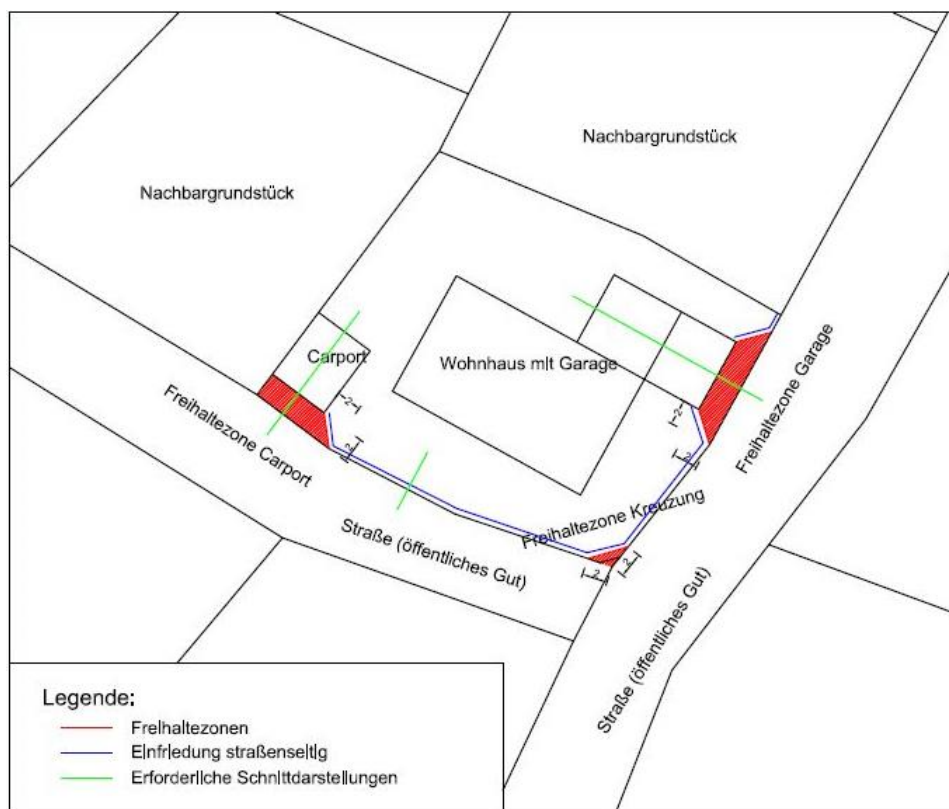 Nachbargrundstück
Nachbargrundstück
Carport
Wohnhaus mit Garage
Freihaltezone Garage
Freihaltezone Carport
2
2
2
2
Freihaltezone Kreuzung
Straße (öffentliches Gut)
2
2
Straße (öffentliches Gut)
Legende:
Freihaltezonen
Einfriedung straßenseitig
Erforderliche Schnittdarstellungen